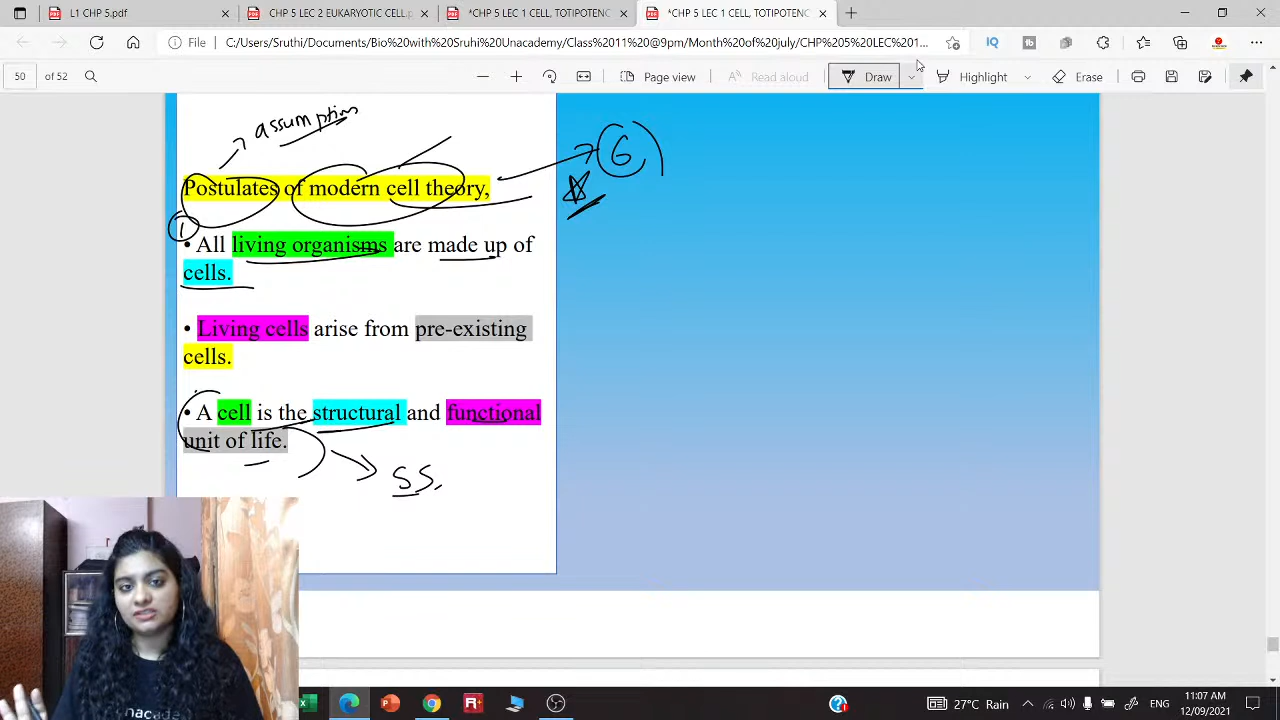 L1 CHP 5.pdf
CHP 5 LEC 2 EUKARYOTIC CELL.p
*CHP 5 LEC 1 CELL, TOTIPOTENC
*CHP 5 LEC 1 CELL, TOTIPOTENC
File
C:/Users/Sruthi/Documents/Bio%20with%20Sruhi%20Unacademy/Class%2011%20@9pm/Month%20of%20july/CHP%205%20LEC%201...
50 of 52
Page view
Read aloud
Draw
Highlight
Erase
assumption
Postulates of modern cell theory,
6
1
• All living organisms are made up of
cells.
• Living cells arise from pre-existing
cells.
• A cell is the structural and functional
unit of life.
SS,
27°C Rain
ENG
11:07 AM
12/09/2021